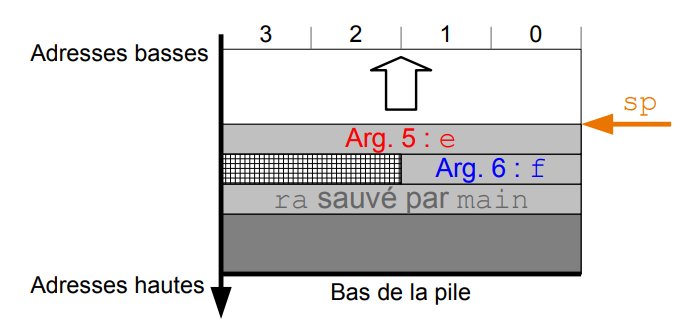 3 2 1 0
Adresses basses
sp
Arg. 5 : e
Arg. 6 : f
ra sauvé par main
Adresses hautes
Bas de la pile